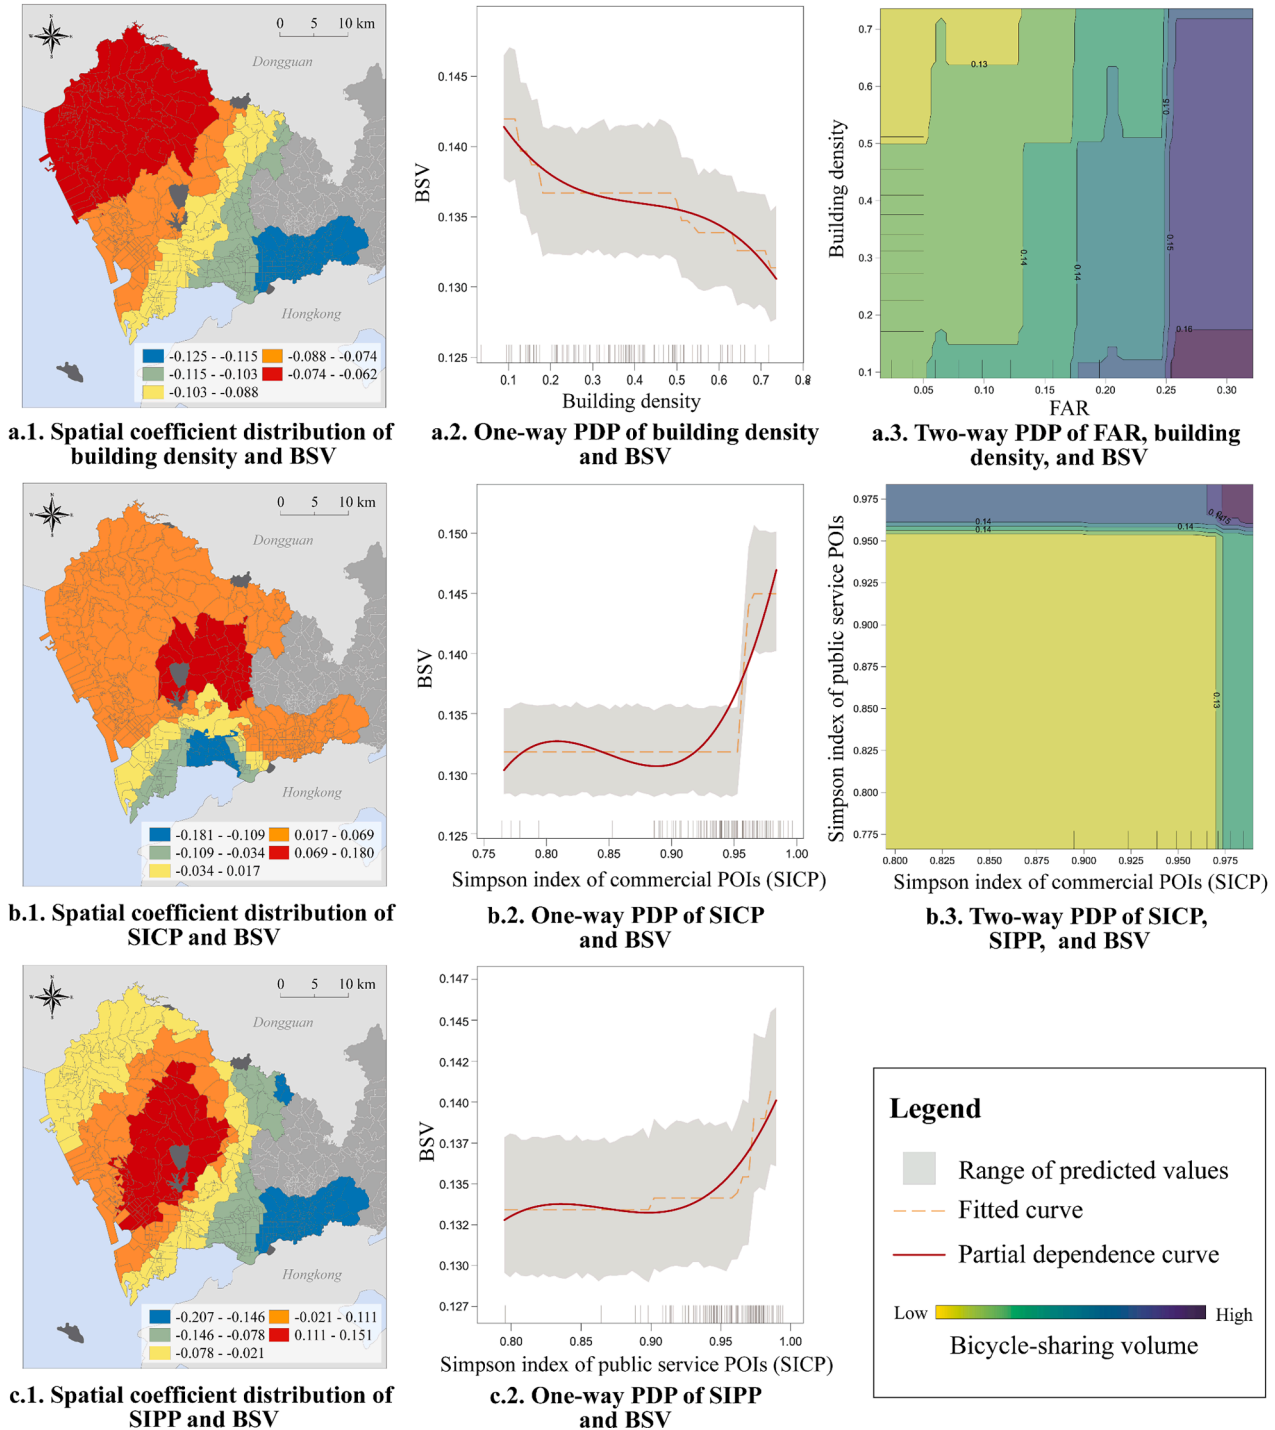 N
W
E
S
0 5 10 km
Dongguan
Hongkong
-0.125 - -0.115
-0.088 - -0.074
-0.115 - -0.103
-0.074 - -0.062
-0.103 - -0.088
a.1. Spatial coefficient distribution of
building density and BSV
BSV
0.145
0.140
0.135
0.130
0.125
0.1 0.2 0.3 0.4 0.5 0.6 0.7 0.8
Building density
a.2. One-way PDP of building density
and BSV
Building density
0.7
0.6
0.5
0.4
0.3
0.2
0.1
0.13
0.15
0.14
0.14
0.15
0.16
0.05 0.10 0.15 0.20 0.25 0.30
FAR
a.3. Two-way PDP of FAR, building
density, and BSV
N
W
E
S
0 5 10 km
Dongguan
Hongkong
-0.181 - -0.109
0.017 - 0.069
-0.109 - -0.034
0.069 - 0.180
-0.034 - 0.017
b.1. Spatial coefficient distribution of
SICP and BSV
BSV
0.150
0.145
0.140
0.135
0.130
0.125
0.75 0.80 0.85 0.90 0.95 1.00
Simpson index of commercial POIs (SICP)
b.2. One-way PDP of SICP
and BSV
Simpson index of public service POIs
0.975
0.950
0.925
0.900
0.875
0.850
0.825
0.800
0.775
0.14
0.14
0.14
0.13
0.800 0.825 0.850 0.875 0.900 0.925 0.950 0.975
Simpson index of commercial POIs (SICP)
b.3. Two-way PDP of SICP,
SIPP, and BSV
N
W
E
S
0 5 10 km
Dongguan
Hongkong
-0.207 - -0.146
-0.021 - 0.111
-0.146 - -0.078
0.111 - 0.151
-0.078 - -0.021
c.1. Spatial coefficient distribution of
SIPP and BSV
BSV
0.147
0.145
0.142
0.140
0.137
0.135
0.132
0.130
0.127
0.80 0.85 0.90 0.95 1.00
Simpson index of public service POIs (SICP)
c.2. One-way PDP of SIPP
and BSV
Legend
Range of predicted values
Fitted curve
Partial dependence curve
Low High
Bicycle-sharing volume